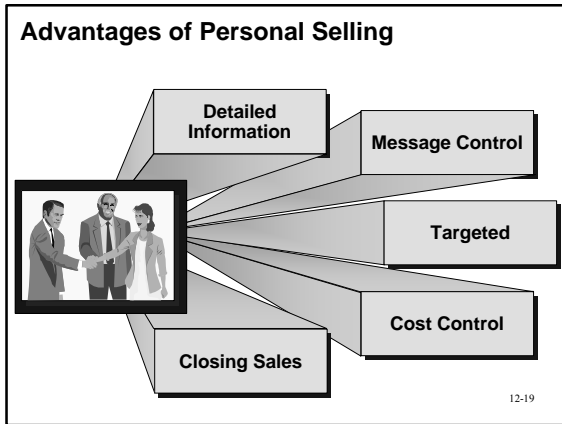 Advantages of Personal Selling
Detailed
Information
Message Control
Targeted
Cost Control
Closing Sales
12-19